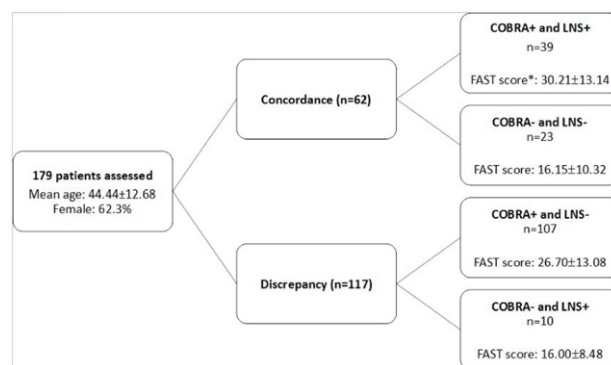 179 patients assessed
Mean age: 44.44±12.68
Female: 62.3%
Concordance (n=62)
COBRA+ and LNS+
n=39
FAST score*: 30.21±13.14
COBRA- and LNS-
n=23
FAST score: 16.15±10.32
Discrepancy (n=117)
COBRA+ and LNS-
n=107
FAST score: 26.70±13.08
COBRA- and LNS+
n=10
FAST score: 16.00±8.48